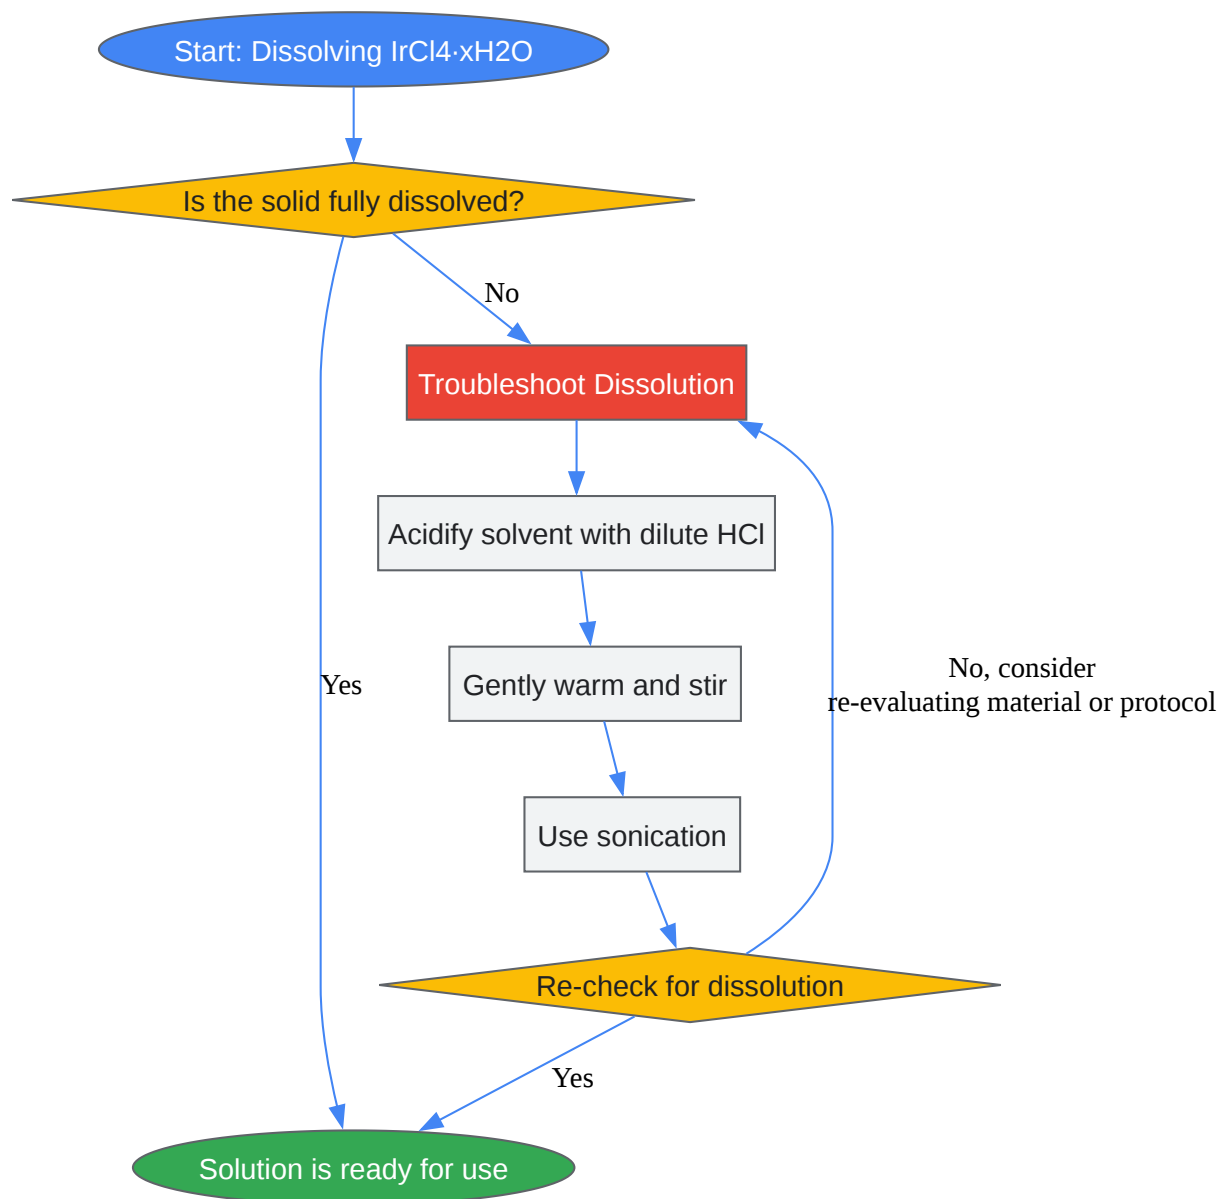 Start: Dissolving IrCl4·xH2O
Is the solid fully dissolved?
No
Troubleshoot Dissolution
Acidify solvent with dilute HCl
Gently warm and stir
Yes
No, consider
re-evaluating material or protocol
Use sonication
Re-check for dissolution
Yes
Solution is ready for use